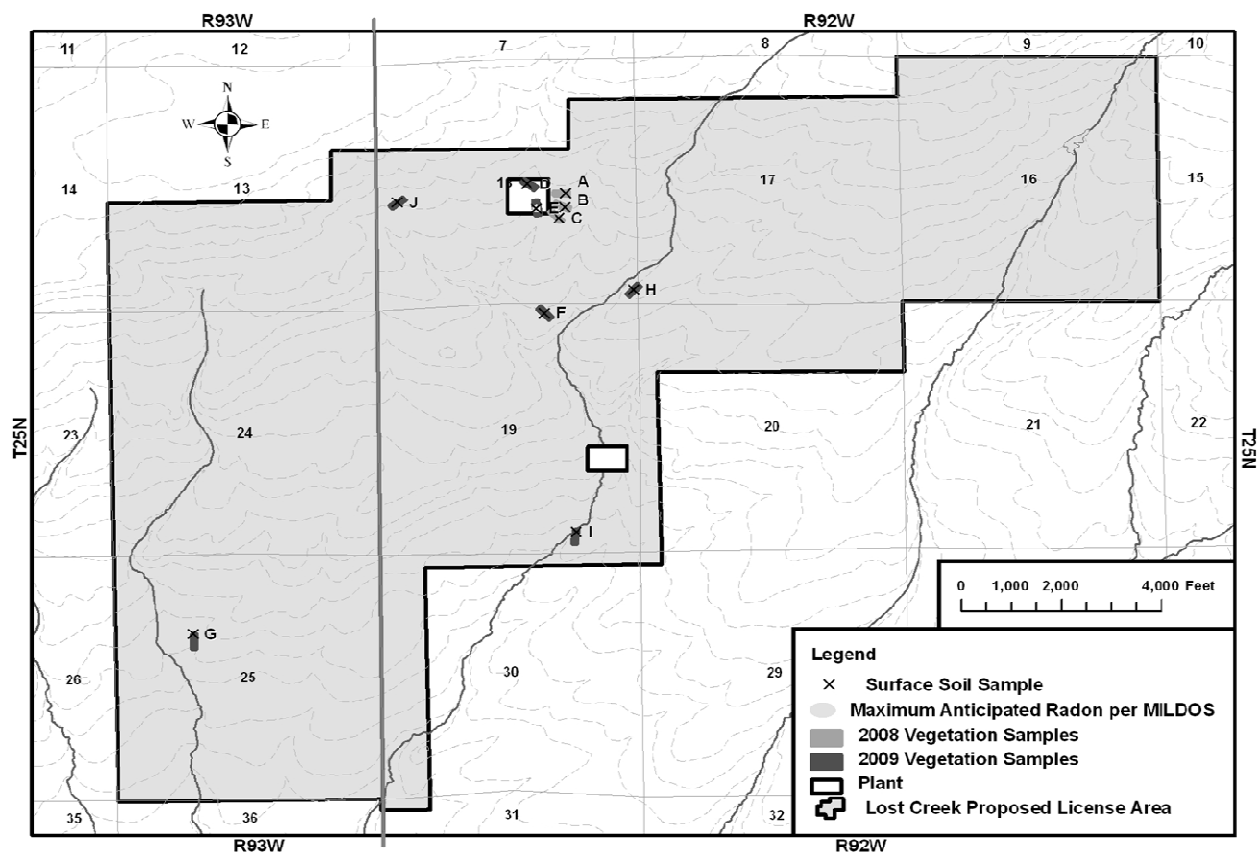 R93W R92W
11 12 7 8 9 10
N
W E
S
14 13 18 D A 17 16 15
J E B
C
H
F
T25N 23 24 19 20 21 22 T25N
I
0 1,000 2,000 4,000 Feet
G
26 25 30 29
Legend
Surface Soil Sample
Maximum Anticipated Radon per MILDOS
2008 Vegetation Samples
2009 Vegetation Samples
Plant
Lost Creek Proposed License Area
35 36 31 32
R93W R92W